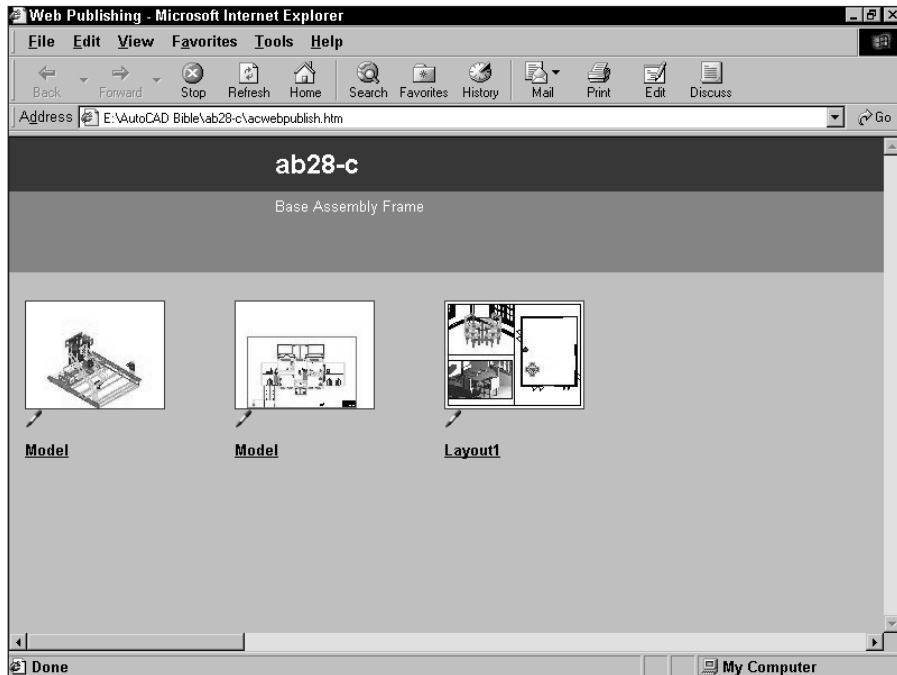 Web Publishing - Microsoft Internet Explorer
File Edit View Favorites Tools Help
Back Forward Stop Refresh Home Search Favorites History Mail Print Edit Discuss
Address E:\AutoCAD Bible\ab28-c\acwebpublish.htm Go
ab28-c
Base Assembly Frame
Model Model Layout1
Done My Computer